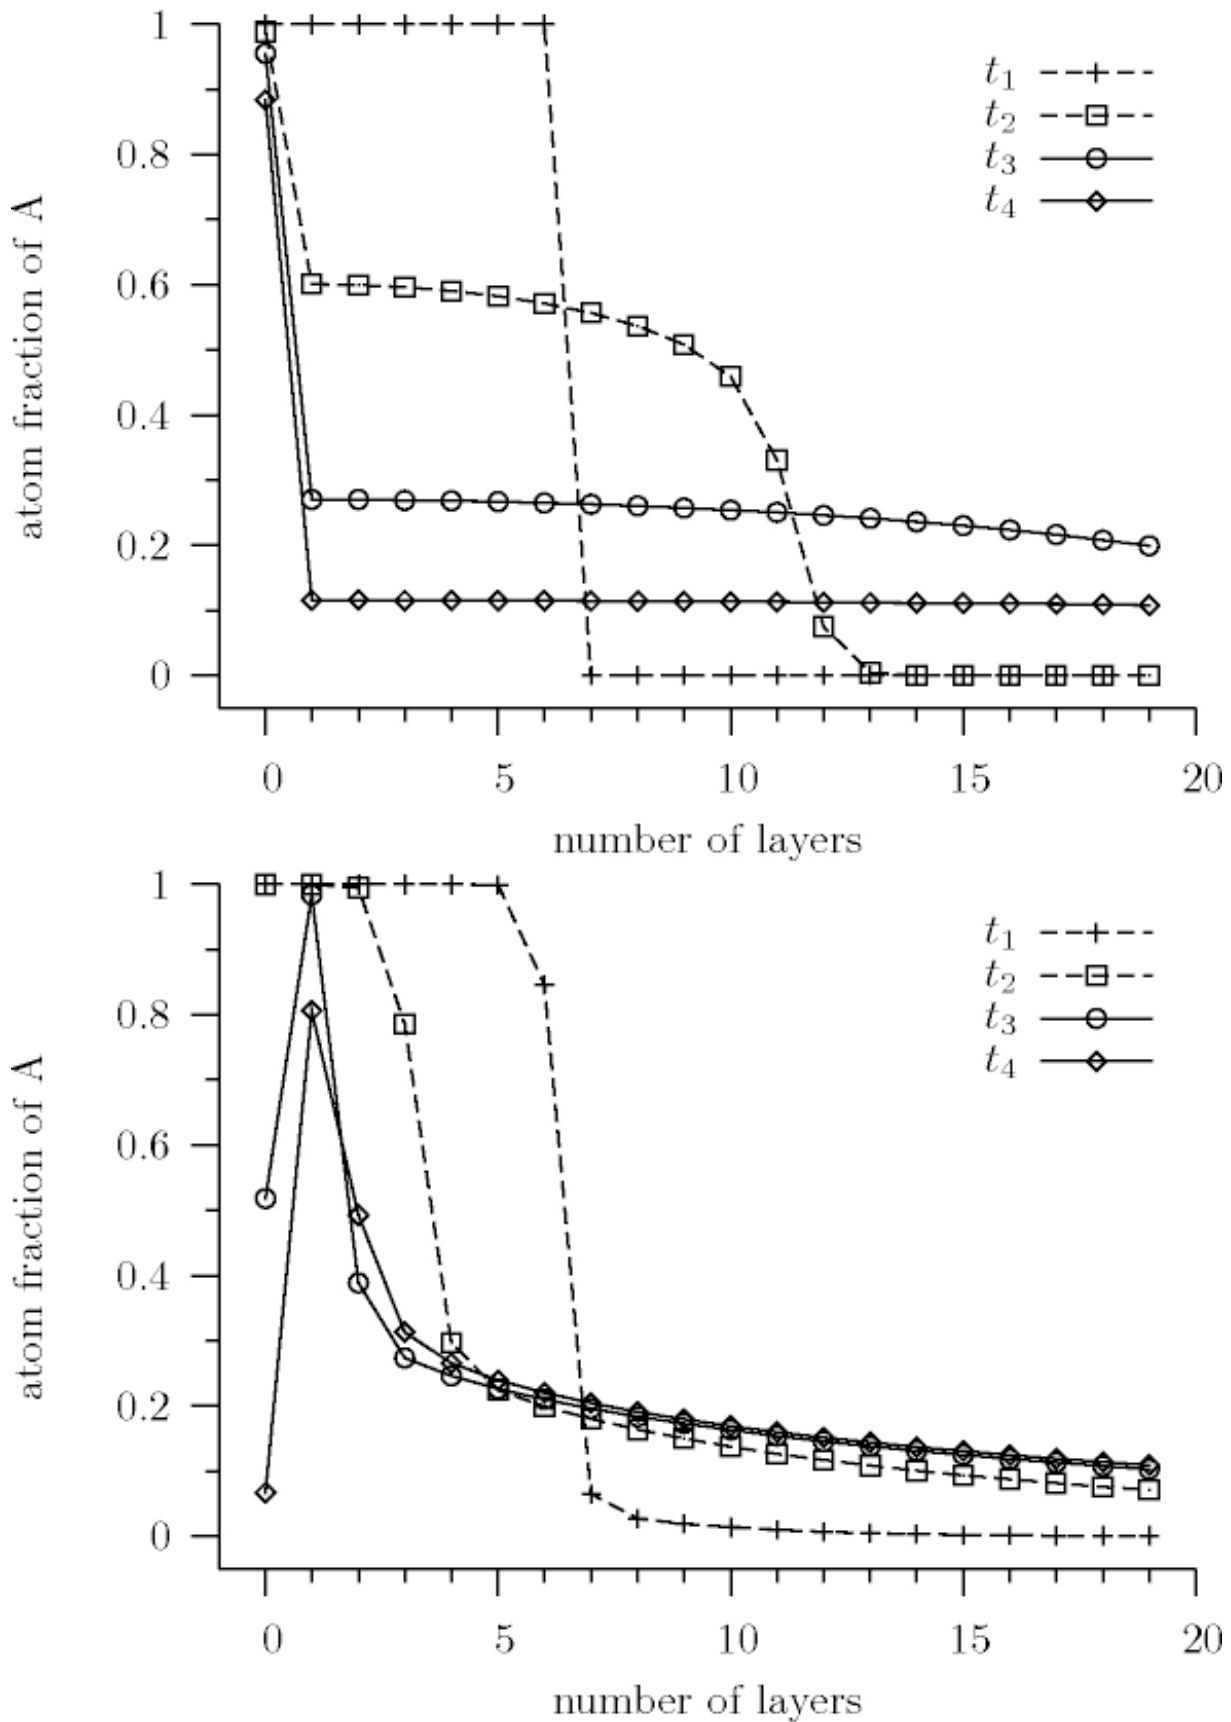 atom fraction of A
1
0.8
0.6
0.4
0.2
0
t₁
t₂
t₃
t₄
0 5 10 15 20
number of layers
atom fraction of A
1
0.8
0.6
0.4
0.2
0
t₁
t₂
t₃
t₄
0 5 10 15 20
number of layers